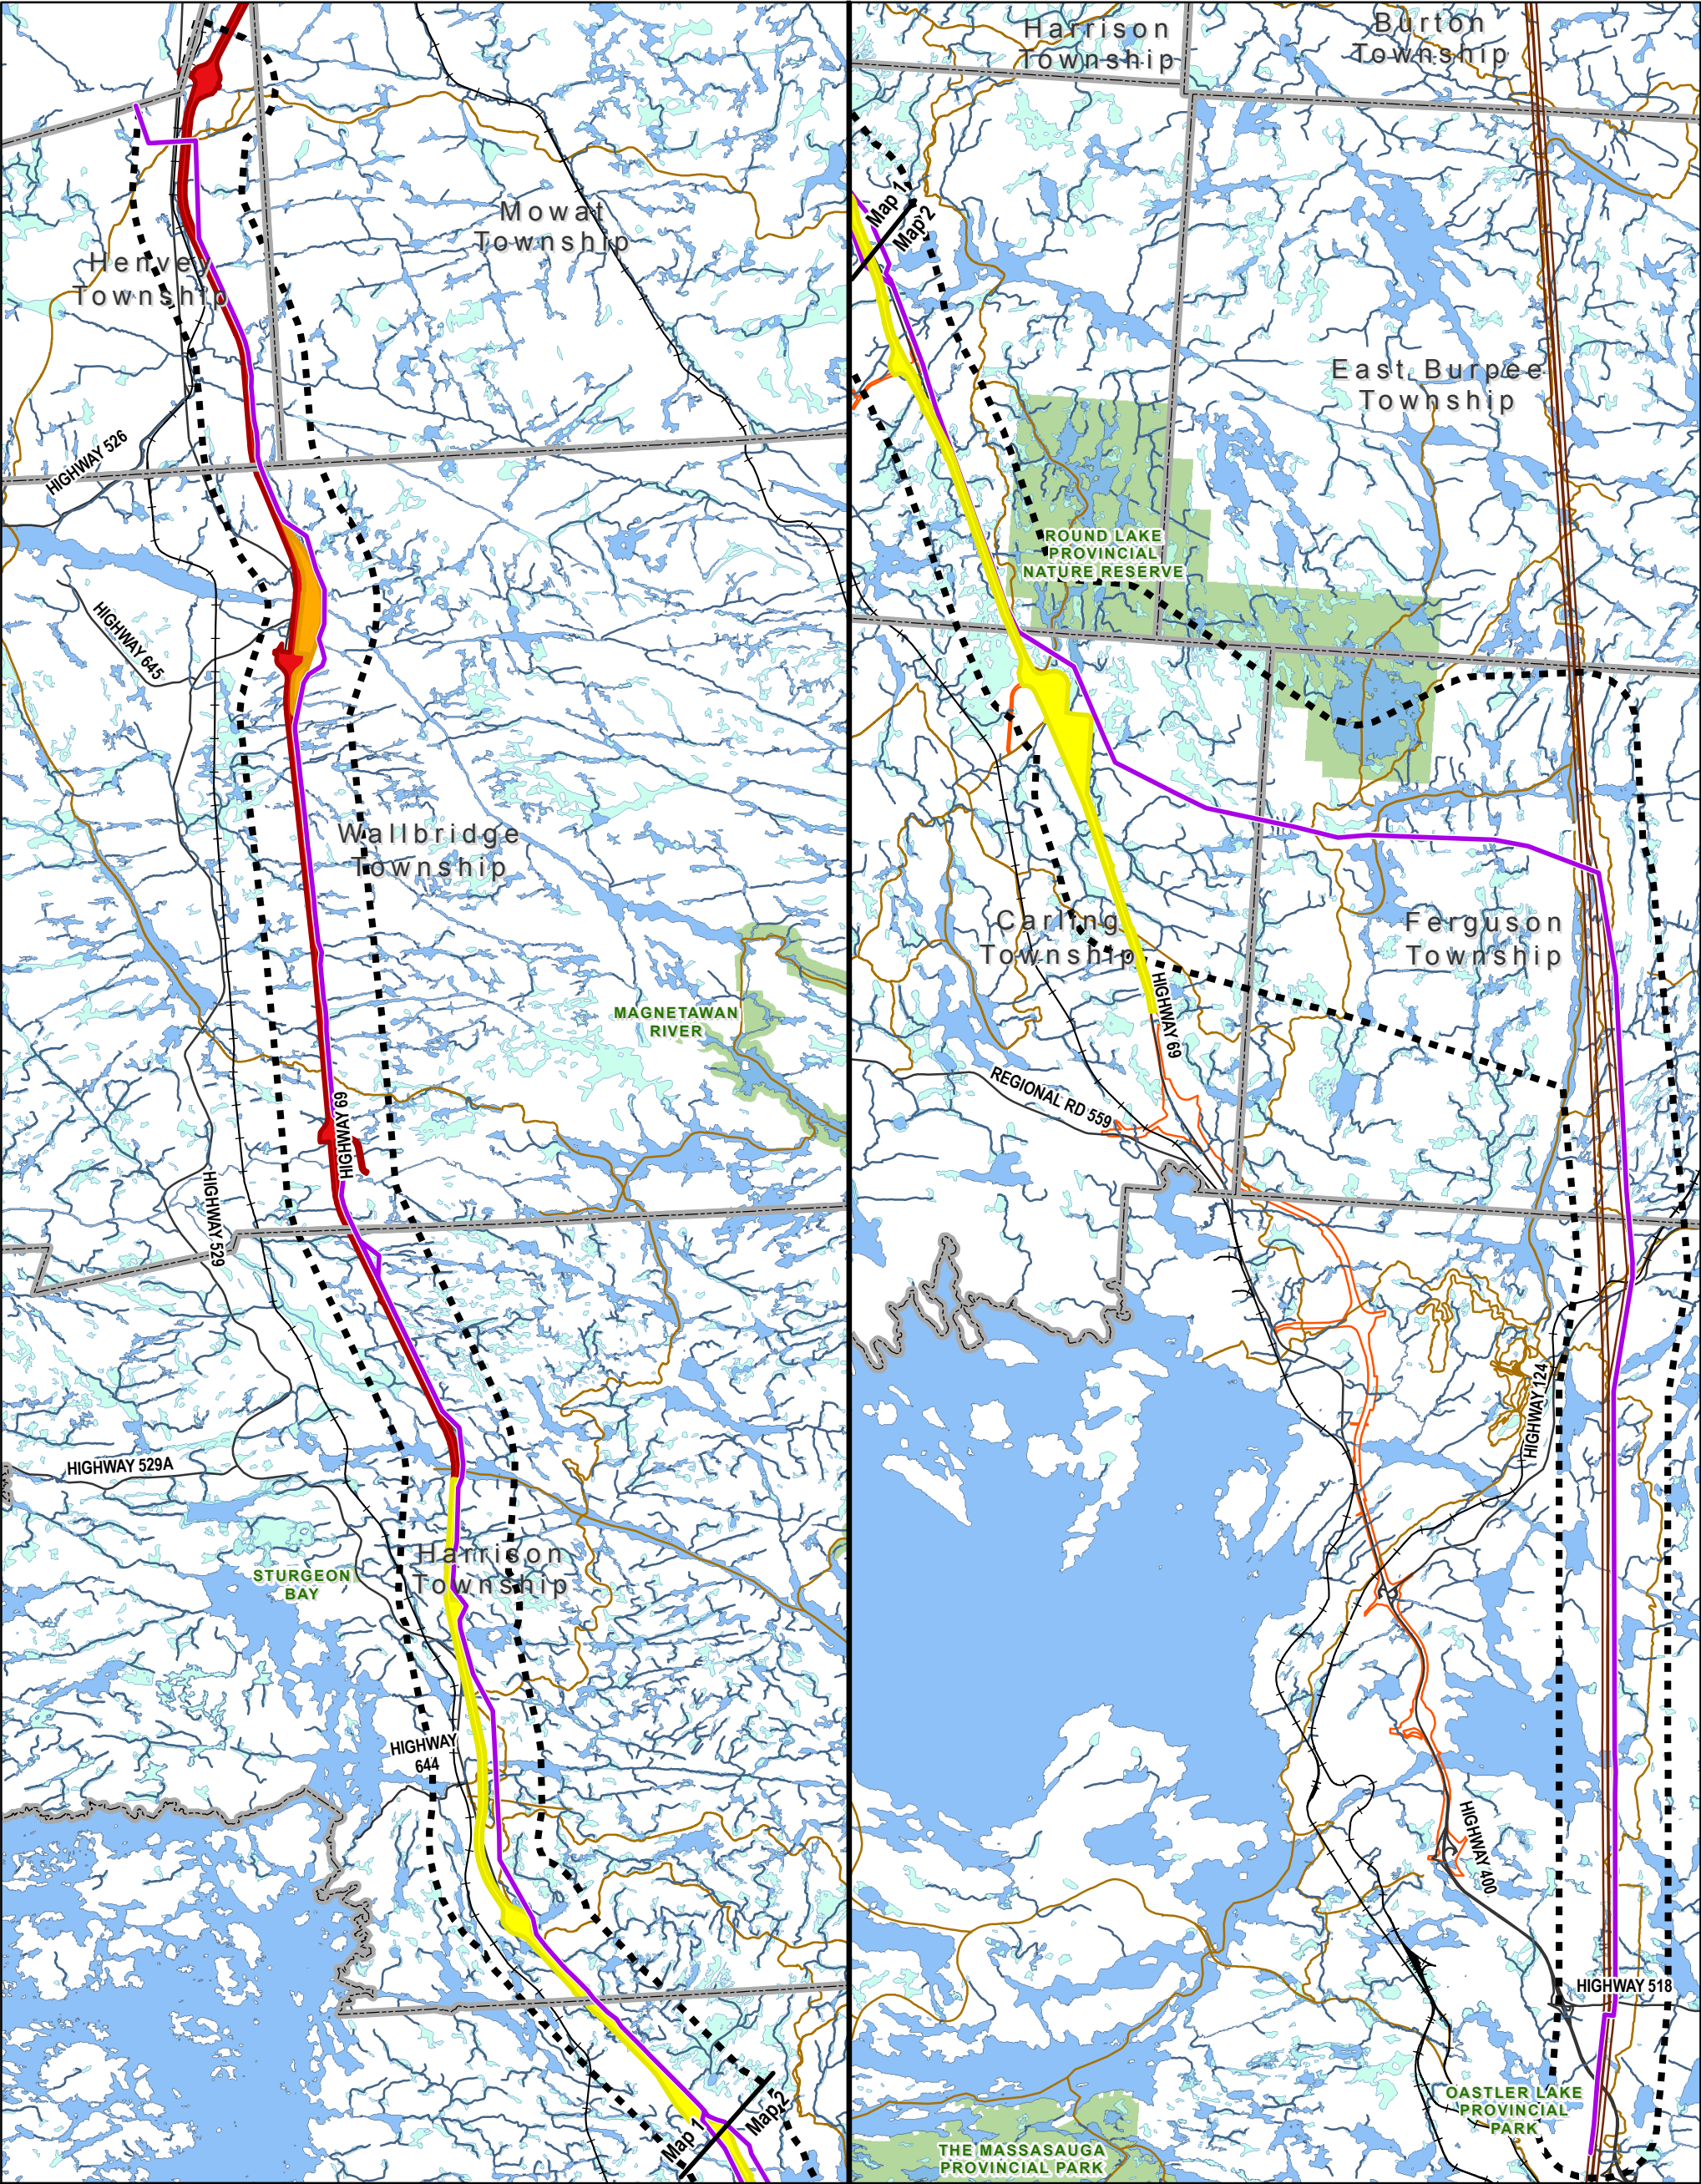 Mowat
Township
Henvey
Township
HIGHWAY 526
HIGHWAY 645
Wallbridge
Township
MAGNETAWAN
RIVER
HIGHWAY 69
HIGHWAY 529
HIGHWAY 529A
Harrison
Township
STURGEON
BAY
HIGHWAY
644
Map 1
Map 2
Harrison
Township
Burton
Township
Map 1
Map 2
East Burpee
Township
ROUND LAKE
PROVINCIAL
NATURE RESERVE
Carling
Township
Ferguson
Township
HIGHWAY 69
REGIONAL RD 559
HIGHWAY 124
HIGHWAY 400
HIGHWAY 518
OASTLER LAKE
PROVINCIAL
PARK
THE MASSASAUGA
PROVINCIAL PARK